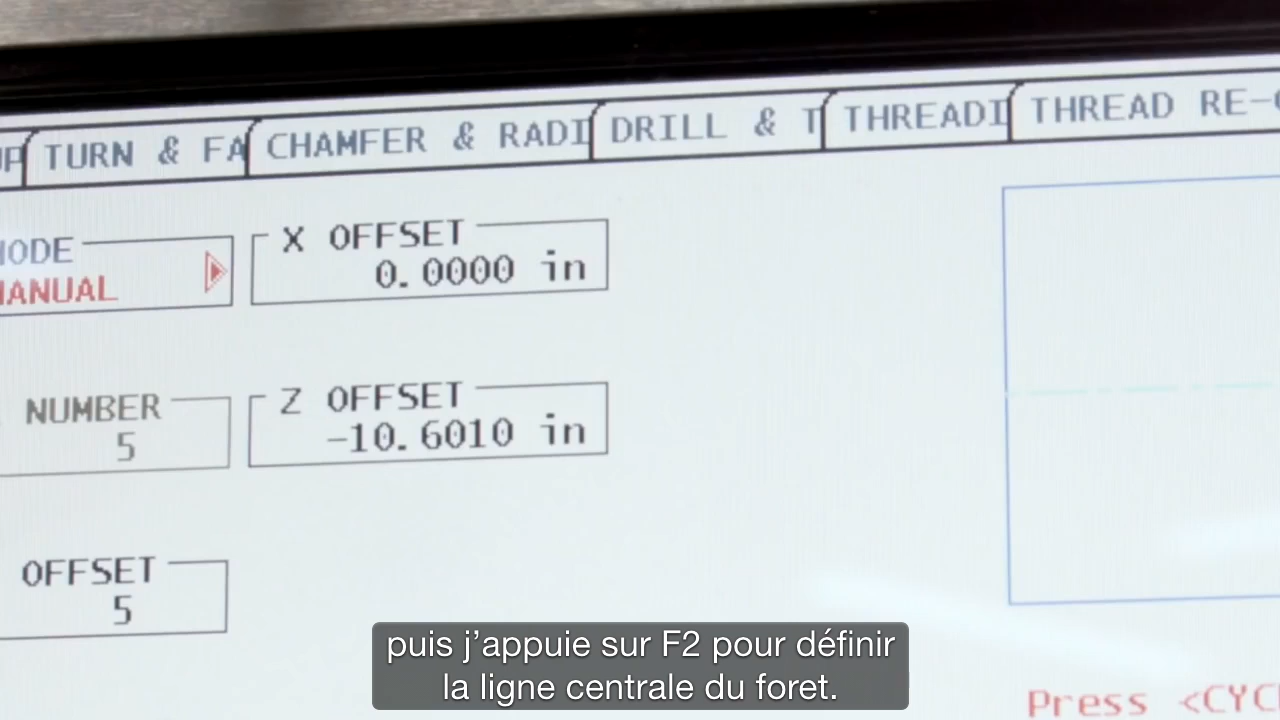 TURN & FA CHAMFER & RADI DRILL & T THREADI THREAD RE-
MODE
MANUAL
X OFFSET
0.0000 in
NUMBER
5
Z OFFSET
-10.6010 in
OFFSET
5
puis j’appuie sur F2 pour définir
la ligne centrale du foret.
Press <CYC